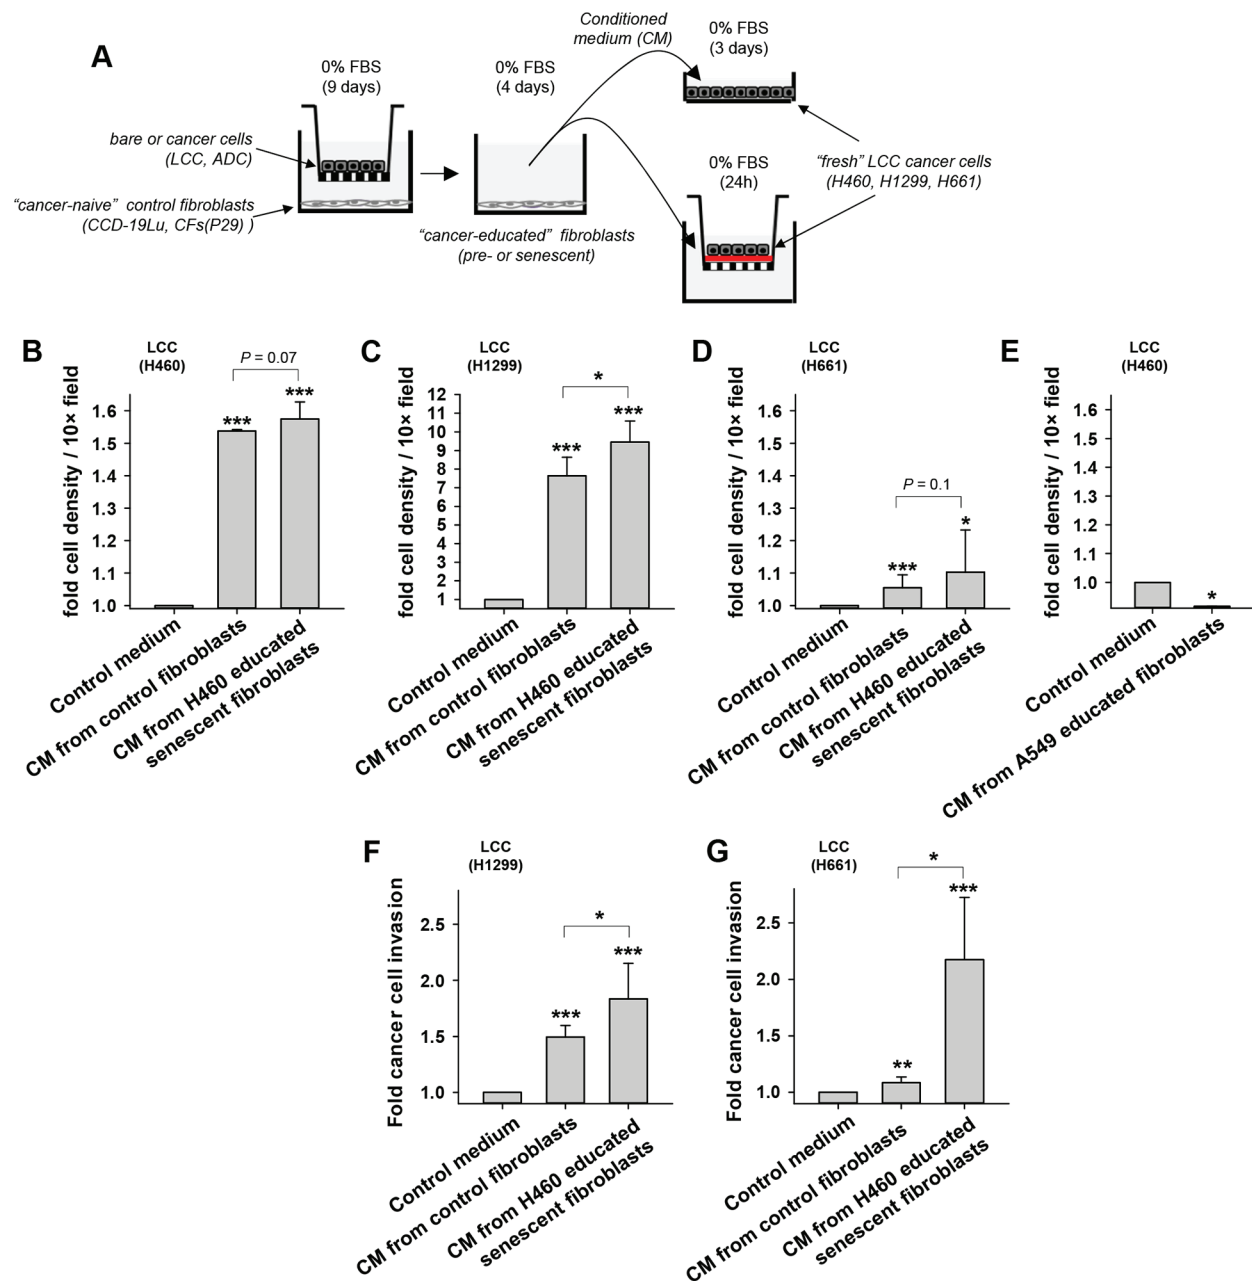 A
0% FBS
(9 days)
0% FBS
(4 days)
Conditioned
medium (CM)
0% FBS
(3 days)
bare or cancer cells
(LCC, ADC)
"cancer-naive" control fibroblasts
(CCD-19Lu, CFs(P29) )
"cancer-educated" fibroblasts
(pre- or senescent)
0% FBS
(24h)
"fresh" LCC cancer cells
(H460, H1299, H661)
B
LCC
(H460)
P = 0.07
***
***
fold cell density / 10× field
1.6
1.5
1.4
1.3
1.2
1.1
1.0
Control medium
CM from control fibroblasts
CM from H460 educated
senescent fibroblasts
C
LCC
(H1299)
*
***
***
fold cell density / 10× field
12
11
10
9
8
7
6
5
4
3
2
1
Control medium
CM from control fibroblasts
CM from H460 educated
senescent fibroblasts
D
LCC
(H661)
P = 0.1
***
*
fold cell density / 10× field
1.6
1.5
1.4
1.3
1.2
1.1
1.0
Control medium
CM from control fibroblasts
CM from H460 educated
senescent fibroblasts
E
LCC
(H460)
*
fold cell density / 10× field
1.6
1.5
1.4
1.3
1.2
1.1
1.0
Control medium
CM from A549 educated fibroblasts
F
LCC
(H1299)
*
***
***
Fold cancer cell invasion
2.5
2.0
1.5
1.0
Control medium
CM from control fibroblasts
CM from H460 educated
senescent fibroblasts
G
LCC
(H661)
*
**
***
Fold cancer cell invasion
2.5
2.0
1.5
1.0
Control medium
CM from control fibroblasts
CM from H460 educated
senescent fibroblasts